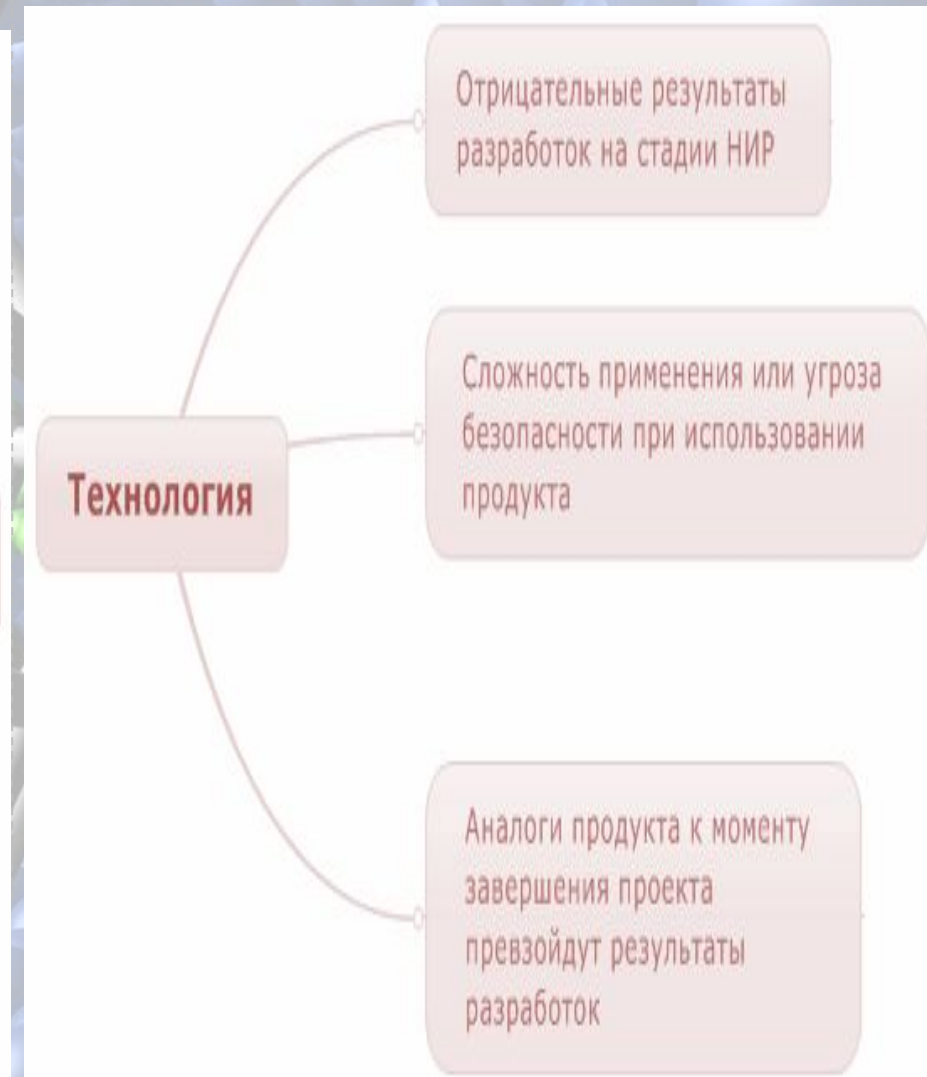 Отрицательные результаты
разработок на стадии НИР
Сложность применения или угроза
безопасности при использовании
продукта
Технология
Аналоги продукта к моменту
завершения проекта
превзойдут результаты
разработок